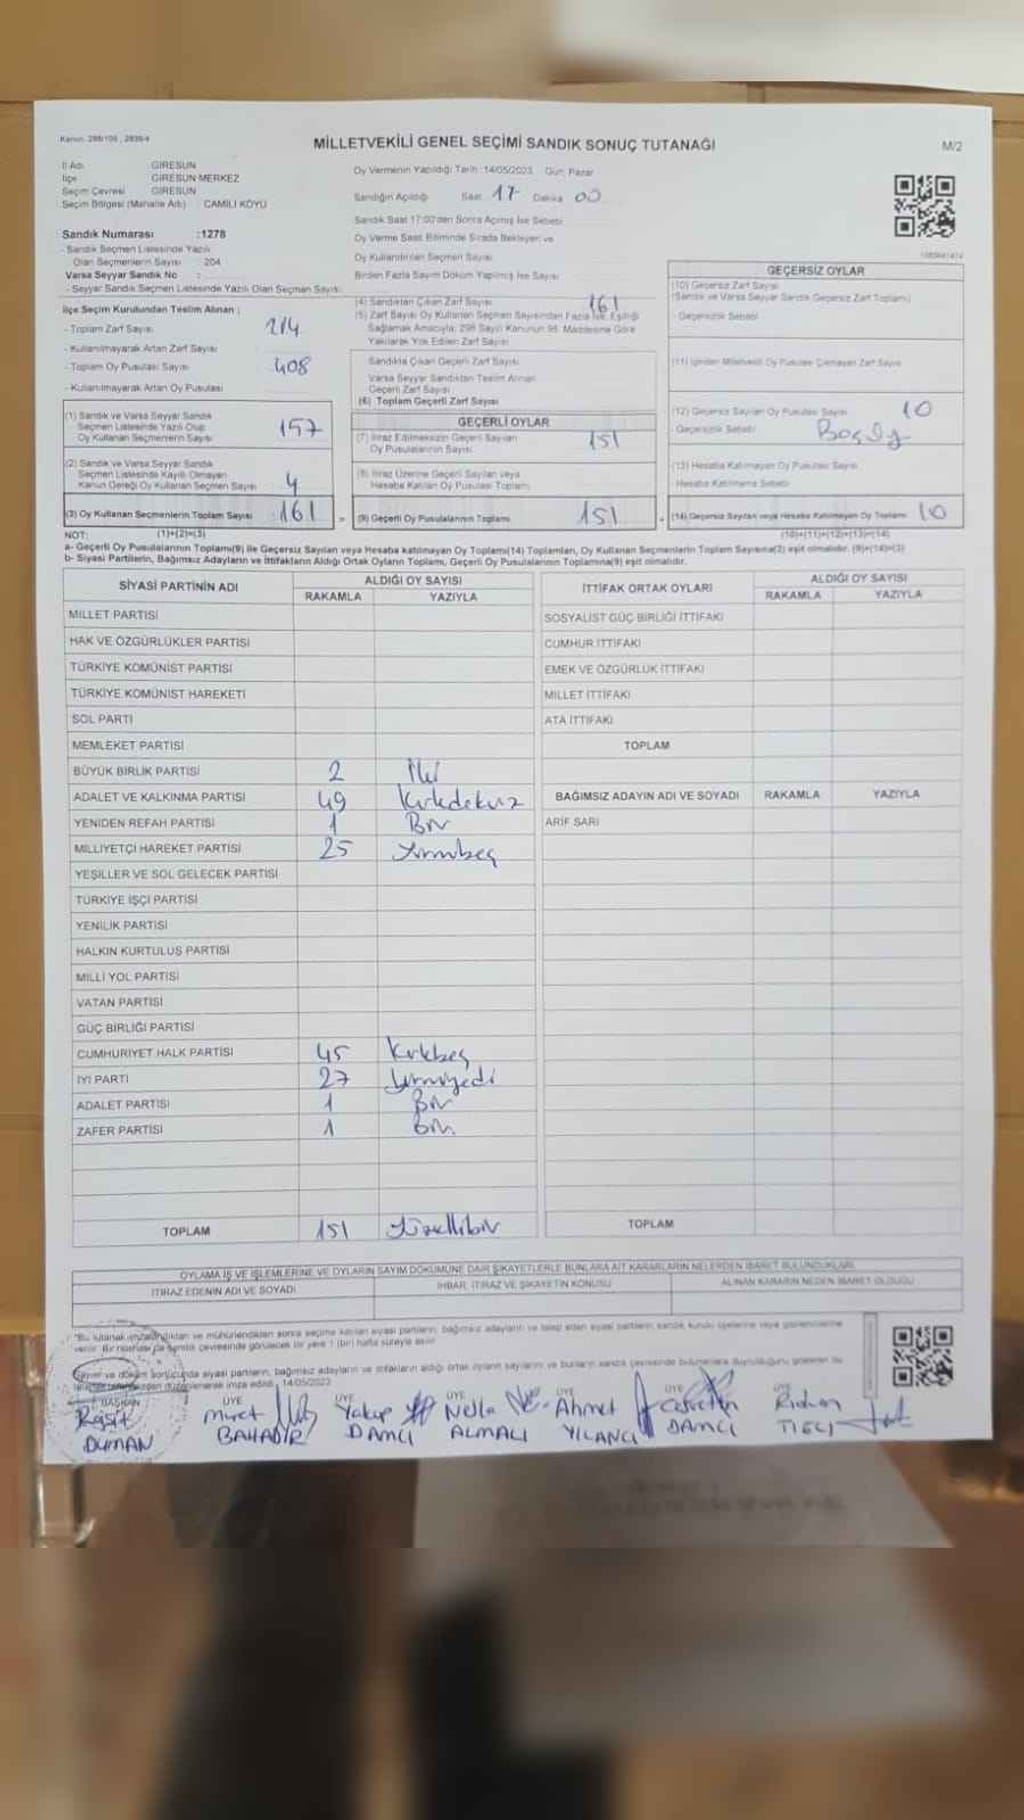 Kanun: 298/105 , 2839/4
MİLLETVEKİLİ GENEL SEÇİMİ SANDIK SONUÇ TUTANAĞI
M/2
İl Adı: GİRESUN
İlçe GİRESUN MERKEZ
Seçim Çevresi GİRESUN
Seçim Bölgesi (Mahalle Adı) CAMİLİ KÖYÜ
Sandık Numarası :1278
- Sandık Seçmen Listesinde Yazılı
Olan Seçmenlerin Sayısı 204
Varsa Seyyar Sandık No :
- Seyyar Sandık Seçmen Listesinde Yazılı Olan Seçmen Sayısı
İlçe Seçim Kurulundan Teslim Alınan :
- Toplam Zarf Sayısı 214
- Kullanılmayarak Artan Zarf Sayısı
- Toplam Oy Pusulası Sayısı 408
- Kullanılmayarak Artan Oy Pusulası
(1) Sandık ve Varsa Seyyar Sandık
Seçmen Listesinde Yazılı Olup
Oy Kullanan Seçmenlerin Sayısı 157
(2) Sandık ve Varsa Seyyar Sandık
Seçmen Listesinde Kayıtlı Olmayan
Kanun Gereği Oy Kullanan Seçmen Sayısı 4
(3) Oy Kullanan Seçmenlerin Toplam Sayısı 161
Oy Vermenin Yapıldığı Tarih :14/05/2023 Gün: Pazar
Sandığın Açıldığı Saat 17 Dakika 00
Sandık Saat 17:00'den Sonra Açılmış İse Sebebi
Oy Verme Saati Bitiminde Sırada Bekleyen ve
Oy Kullandırılan Seçmen Sayısı
Birden Fazla Sayım Döküm Yapılmış İse Sayısı
(4) Sandıktan Çıkan Zarf Sayısı 161
(5) Zarf Sayısı Oy Kullanan Seçmen Sayısından Fazla İse, Eşitliği
Sağlamak Amacıyla, 298 Sayılı Kanunun 98. Maddesine Göre
Yakılarak Yok Edilen Zarf Sayısı
Sandıkta Çıkan Geçerli Zarf Sayısı
Varsa Seyyar Sandıktan Teslim Alınan
Geçerli Zarf Sayısı
(6) Toplam Geçerli Zarf Sayısı
GEÇERLİ OYLAR
(7) İtiraz Edilmeksizin Geçerli Sayılan
Oy Pusulalarının Sayısı 151
(8) İtiraz Üzerine Geçerli Sayılan veya
Hesaba Katılan Oy Pusulası Toplamı
(9) Geçerli Oy Pusulalarının Toplamı 151
GEÇERSİZ OYLAR
(10) Geçersiz Zarf Sayısı
(Sandık ve Varsa Seyyar Sandık Geçersiz Zarf Toplamı)
- Geçersizlik Sebebi
(11) İçinden Milletvekili Oy Pusulası Çıkmayan Zarf Sayısı
(12) Geçersiz Sayılan Oy Pusulası Sayısı 10
- Geçersizlik Sebebi
(13) Hesaba Katılmayan Oy Pusulası Sayısı
- Hesaba Katılmama Sebebi
(14) Geçersiz Sayılan veya Hesaba Katılmayan Oy Toplamı 10
NOT: (1)+(2)=(3) (10)+(11)+(12)+(13)=(14)
a- Geçerli Oy Pusulalarının Toplamı(9) ile Geçersiz Sayılan veya Hesaba katılmayan Oy Toplamı(14) Toplamları, Oy Kullanan Seçmenlerin Toplam Sayısına(3) eşit olmalıdır. (9)+(14)=(3)
b- Siyasi Partilerin, Bağımsız Adayların ve İttifakların Aldığı Oyların Toplamı, Geçerli Oy Pusulalarının Toplamına(9) eşit olmalıdır.
SİYASİ PARTİNİN ADI ALDIĞI OY SAYISI
RAKAMLA YAZIYLA
MİLLET PARTİSİ
HAK VE ÖZGÜRLÜKLER PARTİSİ
TÜRKİYE KOMÜNİST PARTİSİ
TÜRKİYE KOMÜNİST HAREKETİ
SOL PARTİ
MEMLEKET PARTİSİ
BÜYÜK BİRLİK PARTİSİ 2 İki
ADALET VE KALKINMA PARTİSİ 49 Kırkdokuz
YENİDEN REFAH PARTİSİ 1 Bir
MİLLİYETÇİ HAREKET PARTİSİ 25 Yirmibeş
YEŞİLLER VE SOL GELECEK PARTİSİ
TÜRKİYE İŞÇİ PARTİSİ
YENİLİK PARTİSİ
HALKIN KURTULUŞ PARTİSİ
MİLLİ YOL PARTİSİ
VATAN PARTİSİ
GÜÇ BİRLİĞİ PARTİSİ
CUMHURİYET HALK PARTİSİ 45 Kırkbeş
İYİ PARTİ 27 Yirmiyedi
ADALET PARTİSİ 1 Bir
ZAFER PARTİSİ 1 Bir
TOPLAM 151 Yüzellibir
İTTİFAK ORTAK OYLARI ALDIĞI OY SAYISI
RAKAMLA YAZIYLA
SOSYALİST GÜÇ BİRLİĞİ İTTİFAKI
CUMHUR İTTİFAKI
EMEK VE ÖZGÜRLÜK İTTİFAKI
MİLLET İTTİFAKI
ATA İTTİFAKI
TOPLAM
BAĞIMSIZ ADAYIN ADI VE SOYADI RAKAMLA YAZIYLA
ARİF SARI
TOPLAM
OYLAMA İŞ VE İŞLEMLERİNE VE OYLARIN SAYIM DÖKÜMÜNE DAİR ŞİKAYETLERLE BUNLARA AİT KARARLARIN NELERDEN İBARET BULUNDUKLARI
İTİRAZ EDENİN ADI VE SOYADI İHBAR, İTİRAZ VE ŞİKAYETİN KONUSU ALINAN KARARIN NEDEN İBARET OLDUĞU
14/05/2023
BAŞKAN ÜYE ÜYE ÜYE ÜYE ÜYE
Raşit Murat Yakup Ahmet
DUMAN BAHADIR DAMCI ALMALI YILANCI DAMCI